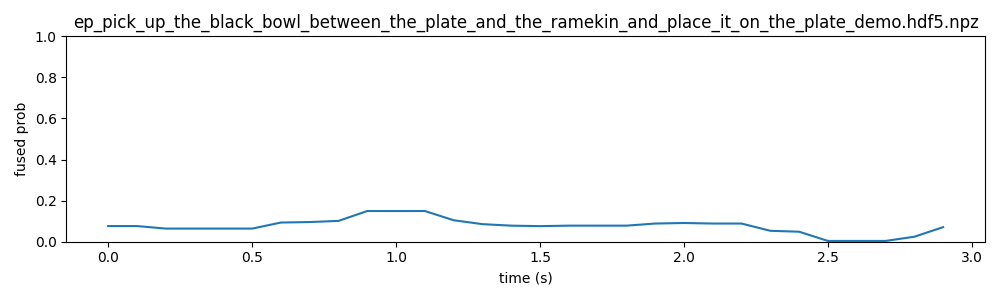 ep_pick_up_the_black_bowl_between_the_plate_and_the_ramekin_and_place_it_on_the_plate_demo.hdf5.npz
1.0
0.8
0.6
0.4
0.2
0.0
fused prob
0.0 0.5 1.0 1.5 2.0 2.5 3.0
time (s)